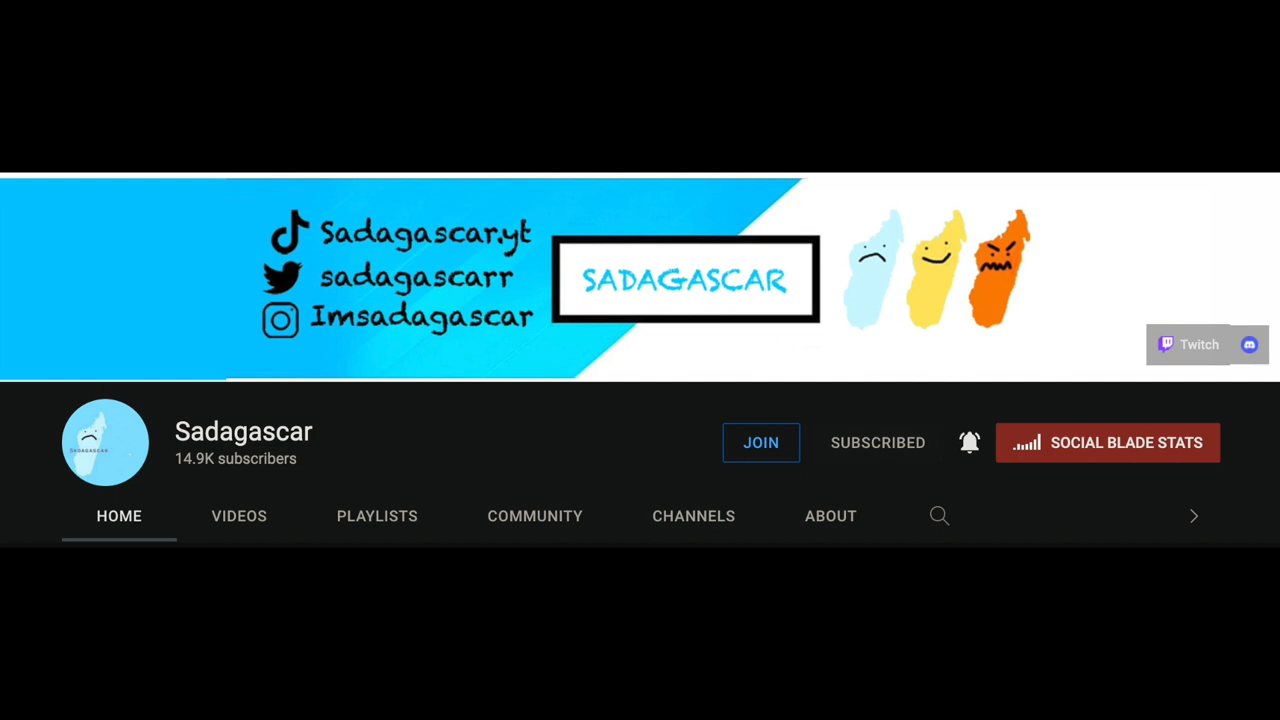 Sadagascar.yt
sadagascarr
Imsadagascar
SADAGASCAR
Twitch
Sadagascar
Sadagascar
14.9K subscribers
JOIN
SUBSCRIBED
SOCIAL BLADE STATS
HOME
VIDEOS
PLAYLISTS
COMMUNITY
CHANNELS
ABOUT